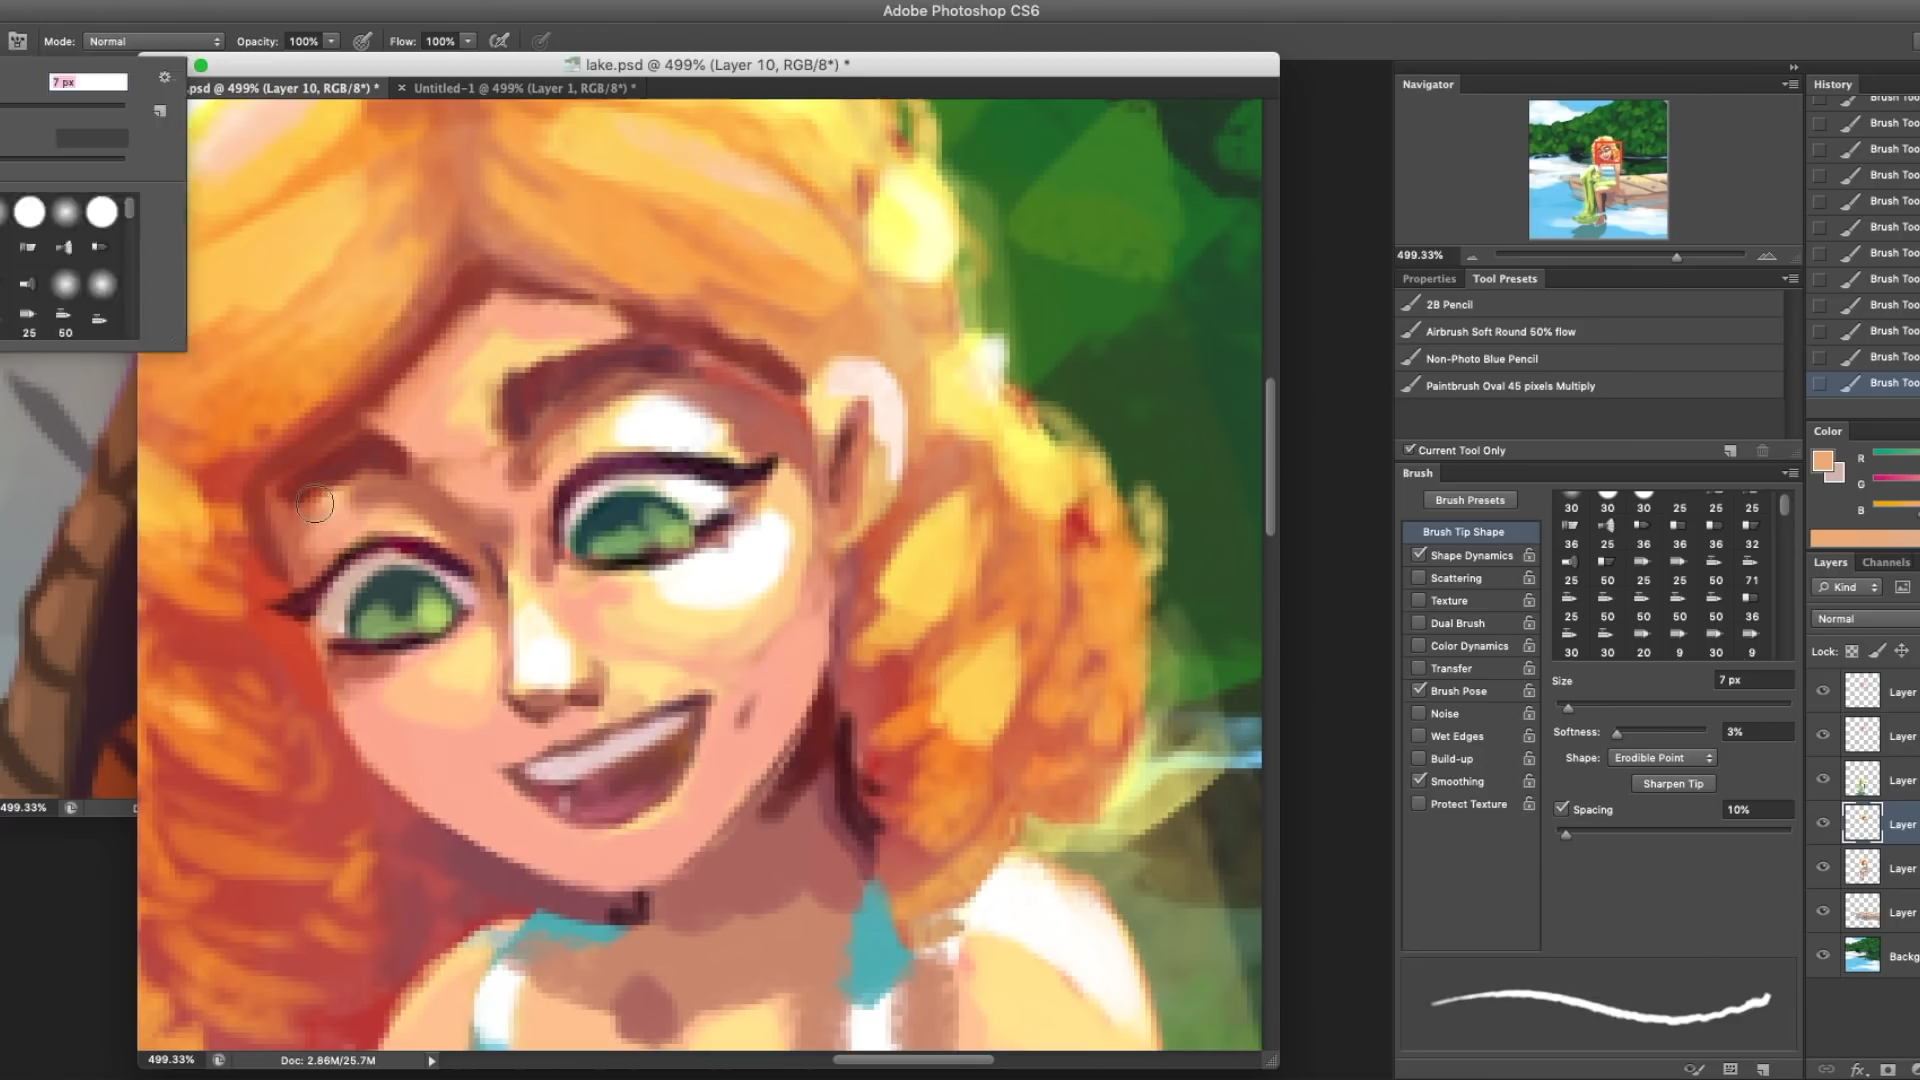 Adobe Photoshop CS6
Mode: Normal Opacity: 100% Flow: 100%
lake.psd @ 499% (Layer 10, RGB/8*) *
7 px
.psd @ 499% (Layer 10, RGB/8*) * × Untitled-1 @ 499% (Layer 1, RGB/8*) *
25 50
499.33%
499.33% Doc: 2.86M/25.7M
Navigator
499.33%
Properties Tool Presets
2B Pencil
Airbrush Soft Round 50% flow
Non-Photo Blue Pencil
Paintbrush Oval 45 pixels Multiply
Current Tool Only
Brush
Brush Presets
Brush Tip Shape
Shape Dynamics
Scattering
Texture
Dual Brush
Color Dynamics
Transfer
Brush Pose
Noise
Wet Edges
Build-up
Smoothing
Protect Texture
30 30 30 25 25 25
36 25 36 36 36 32
25 50 25 25 50 71
25 50 50 50 50 36
30 30 20 9 30 9
Size 7 px
Softness: 3%
Shape: Erodible Point
Sharpen Tip
Spacing 10%
History
Brush Too
Brush Too
Brush Too
Brush Too
Brush Too
Brush Too
Brush Too
Brush Too
Brush Too
Brush Too
Brush Too
Brush Too
Color
R
G
B
Layers Channels
Kind
Normal
Lock:
Layer
Layer
Layer
Layer
Layer
Layer
Backg
fx